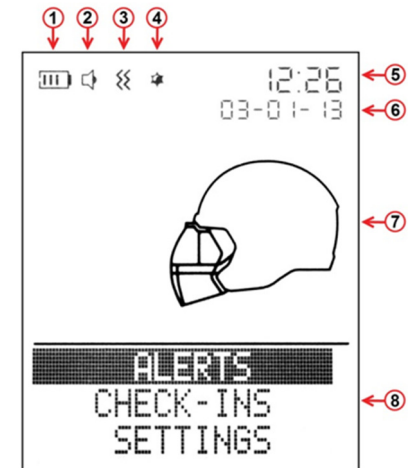 1 2 3 4
12:26 5
03-01-13 6
7
ALERTS
CHECK-INS 8
SETTINGS